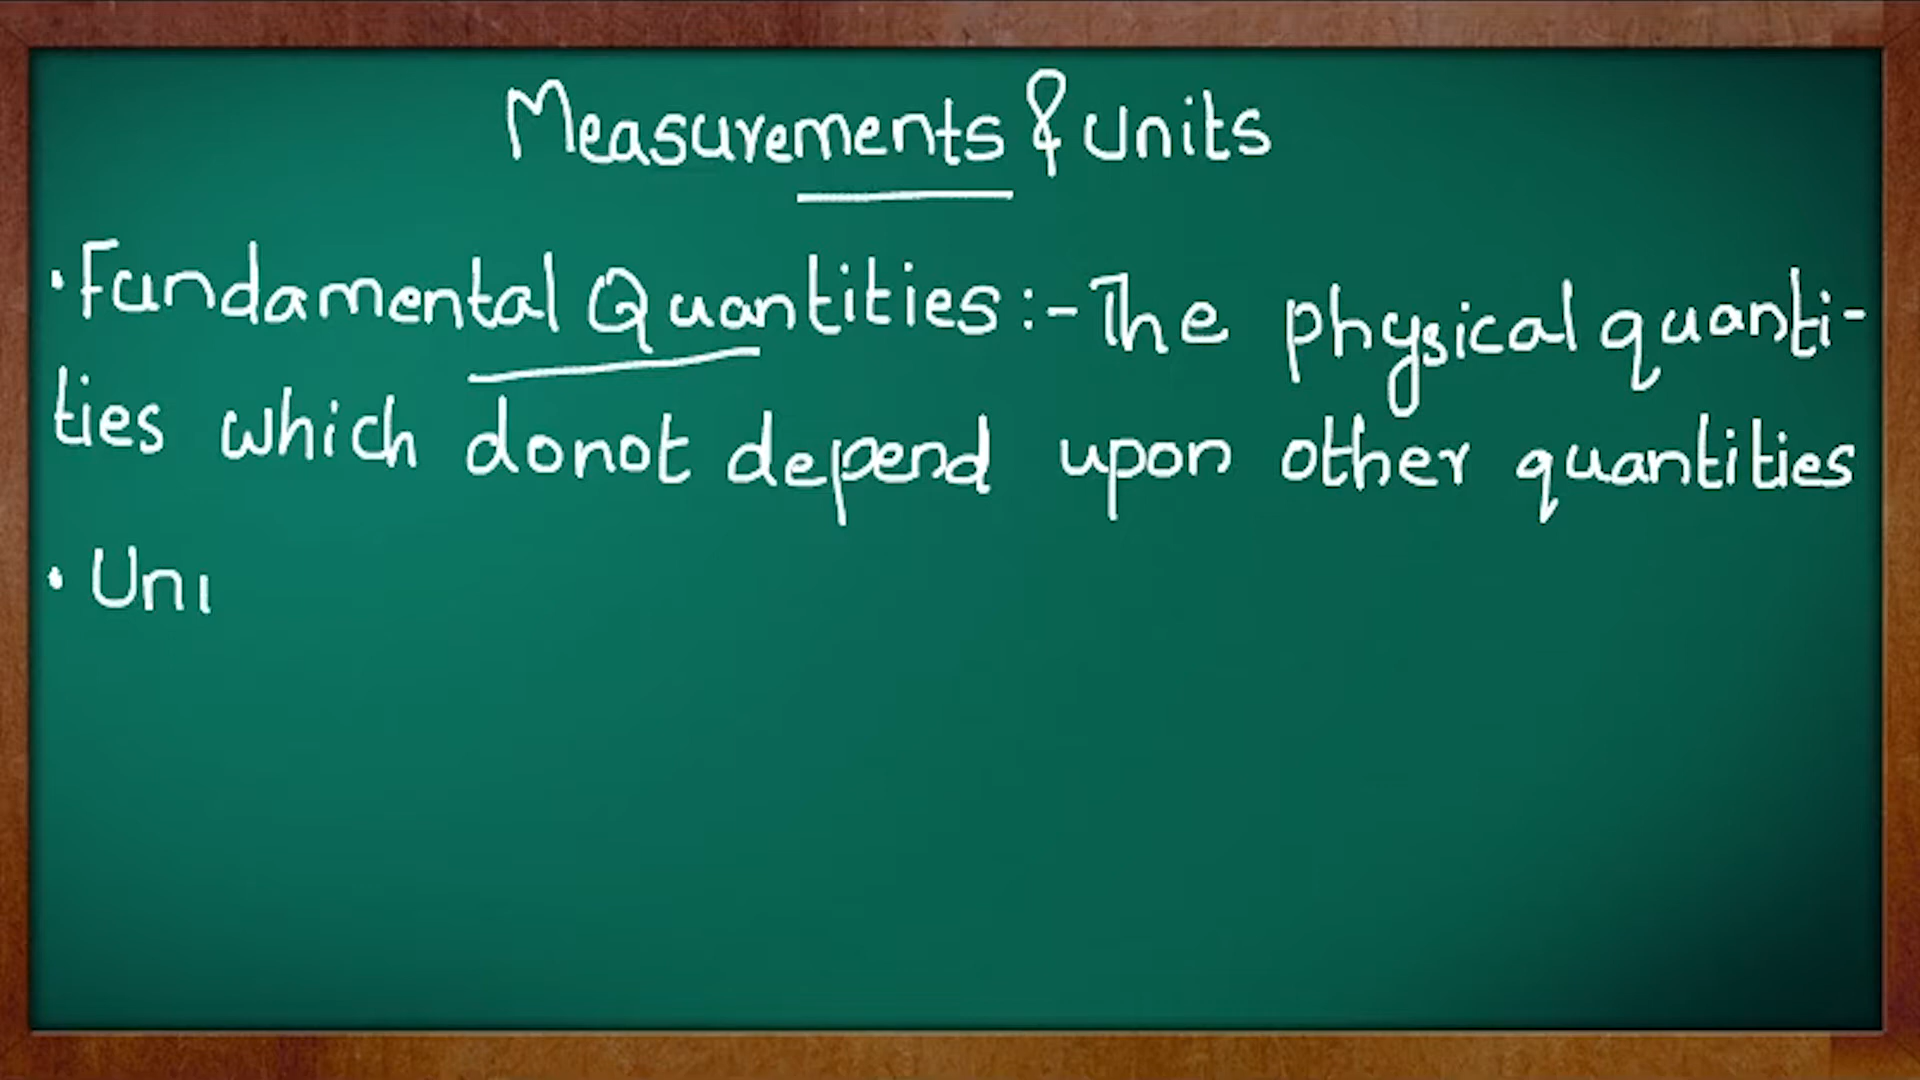 Measurements & Units
• Fundamental Quantities :- The physical quanti-
ties which donot depend upon other quantities
• Uni